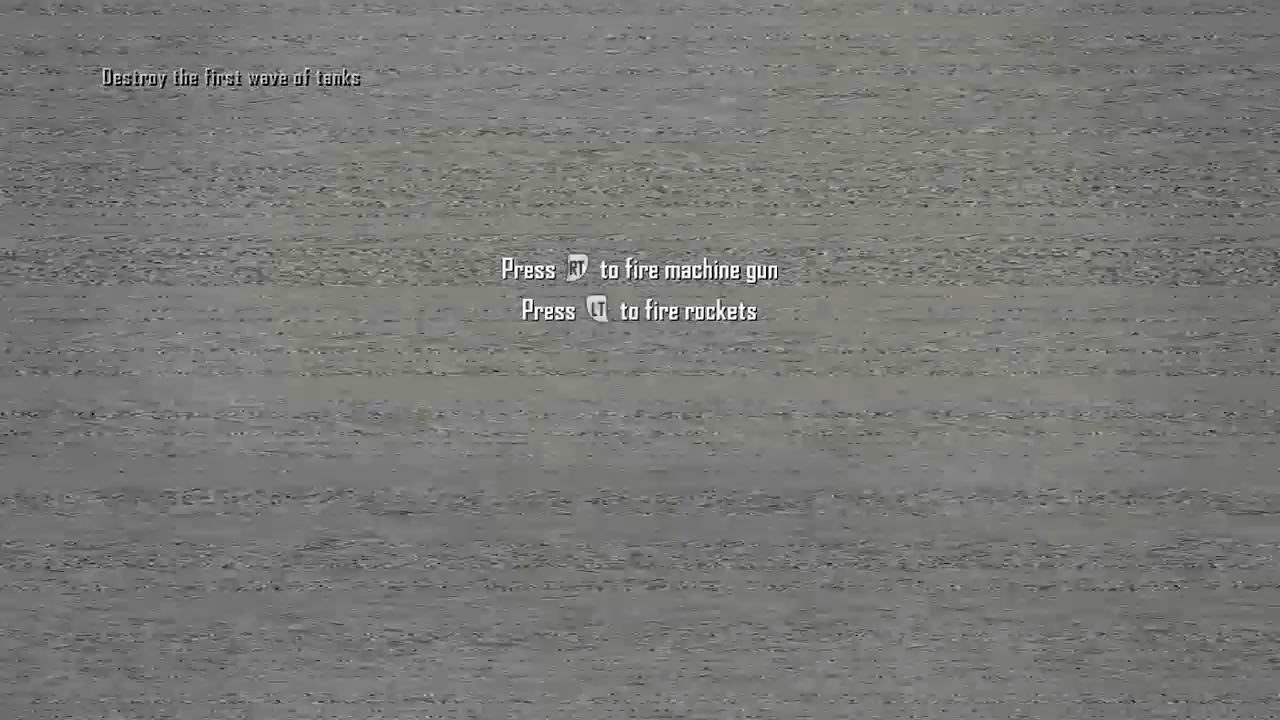 Destroy the first wave of tanks
Press RT to fire machine gun
Press LT to fire rockets